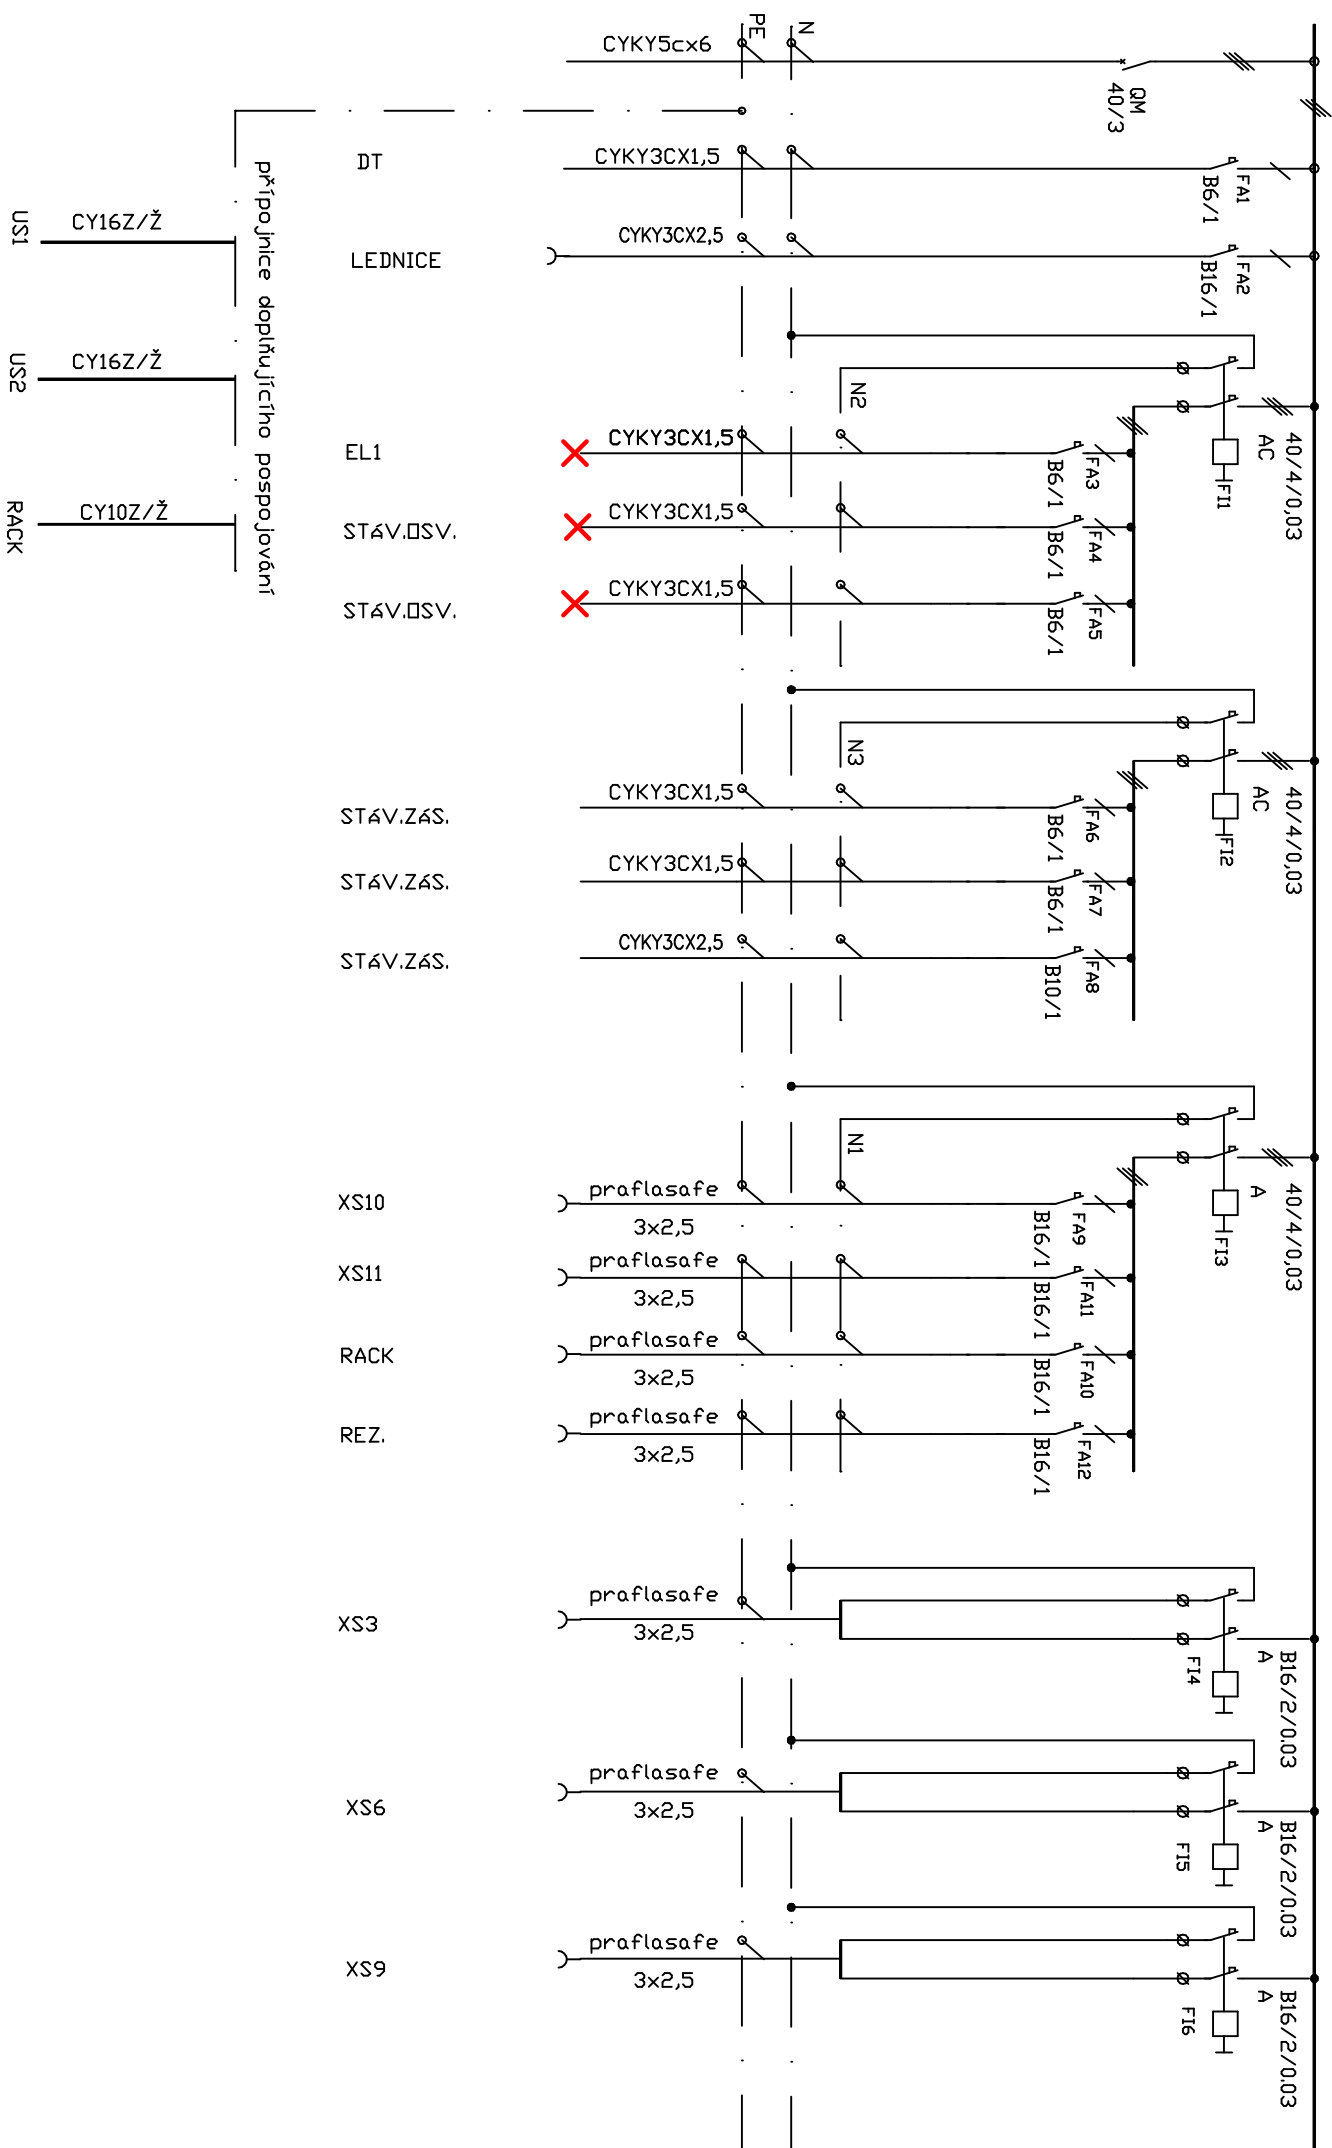 PE
N
CYKY5cx6
QM
40/3
DT
CYKY3CX1,5
FA1
B6/1
LEDNICE
CYKY3CX2,5
FA2
B16/1
přípojnice doplňujícího pospojování
US1
CY16Z/Ž
US2
CY16Z/Ž
RACK
CY10Z/Ž
N2
40/4/0,03
AC
FI1
EL1
CYKY3CX1,5
FA3
B6/1
STÁV.OSV.
CYKY3CX1,5
FA4
B6/1
STÁV.OSV.
CYKY3CX1,5
FA5
B6/1
N3
40/4/0,03
AC
FI2
STÁV.ZÁS.
CYKY3CX1,5
FA6
B6/1
STÁV.ZÁS.
CYKY3CX1,5
FA7
B6/1
STÁV.ZÁS.
CYKY3CX2,5
FA8
B10/1
N1
40/4/0,03
A
FI3
XS10
praflasafe
3x2,5
FA9
B16/1
XS11
praflasafe
3x2,5
FA11
B16/1
RACK
praflasafe
3x2,5
FA10
B16/1
REZ.
praflasafe
3x2,5
FA12
B16/1
XS3
praflasafe
3x2,5
FI4
B16/2/0.03
A
XS6
praflasafe
3x2,5
FI5
B16/2/0.03
A
XS9
praflasafe
3x2,5
FI6
B16/2/0.03
A